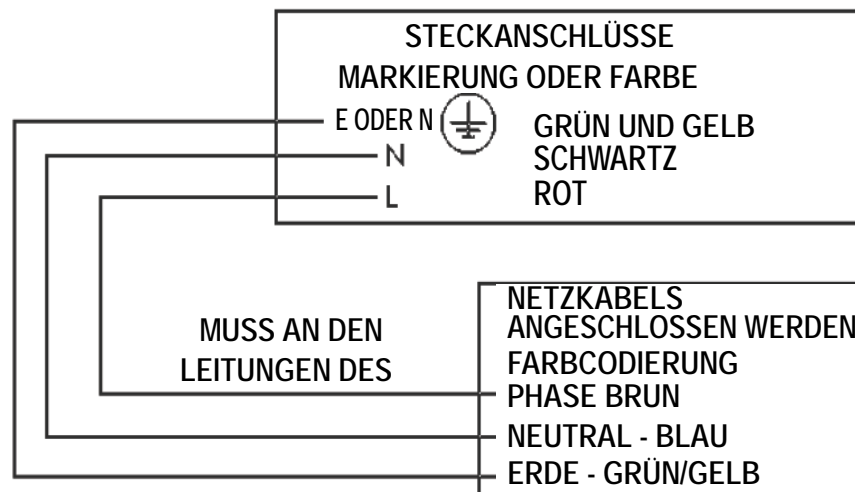 STECKANSCHLÜSSE
MARKIERUNG ODER FARBE
E ODER N GRÜN UND GELB
N SCHWARTZ
L ROT
MUSS AN DEN
LEITUNGEN DES
NETZKABELS
ANGESCHLOSSEN WERDEN
FARBCODIERUNG
PHASE BRUN
NEUTRAL - BLAU
ERDE - GRÜN/GELB